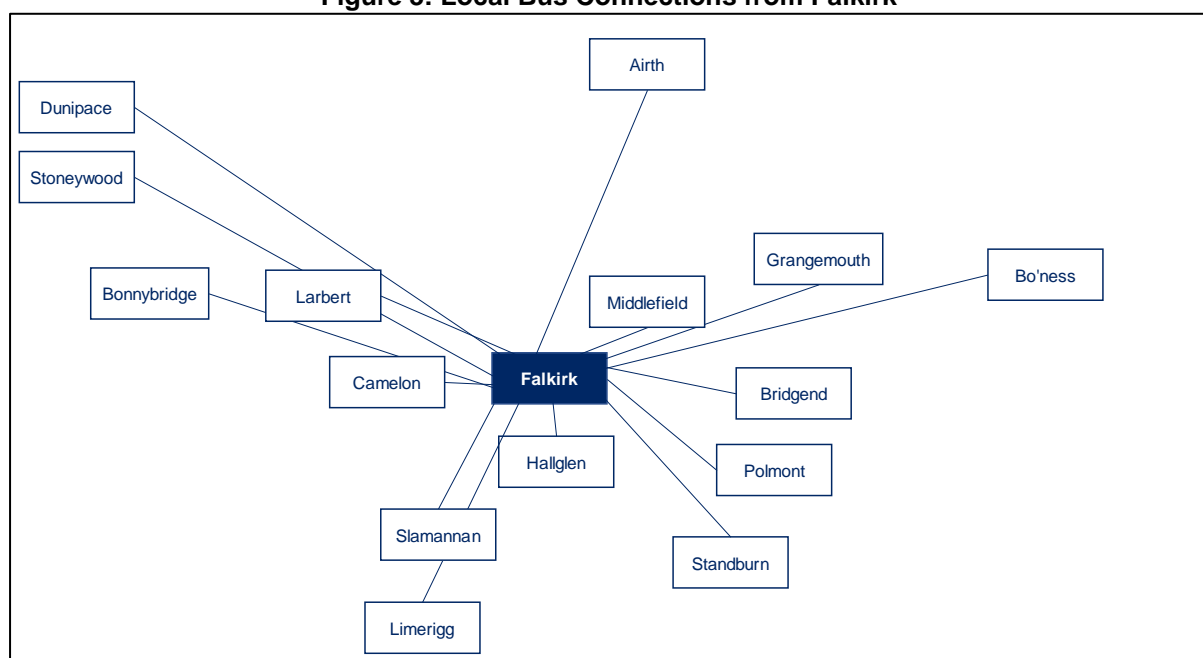 Figure 3: Local Bus Connections from Falkirk
Airth
Dunipace
Stoneywood
Grangemouth
Bo'ness
Bonnybridge
Larbert
Middlefield
Falkirk
Camelon
Bridgend
Hallglen
Polmont
Slamannan
Standburn
Limerigg